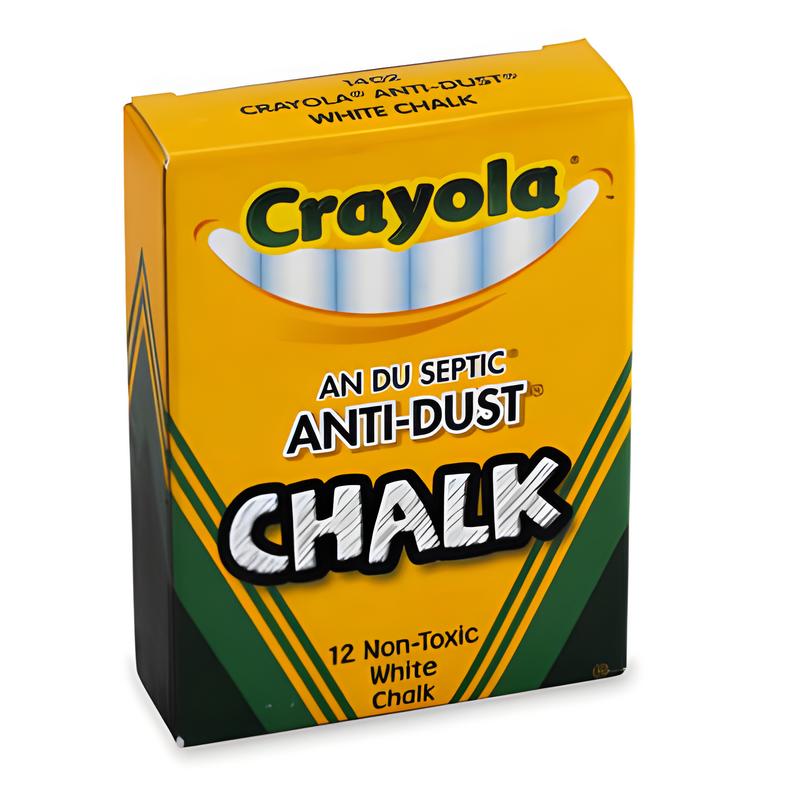 1402
CRAYOLA® ANTI-DUST®
WHITE CHALK
Crayola®
AN DU SEPTIC®
ANTI-DUST®
CHALK
12 Non-Toxic
White
Chalk